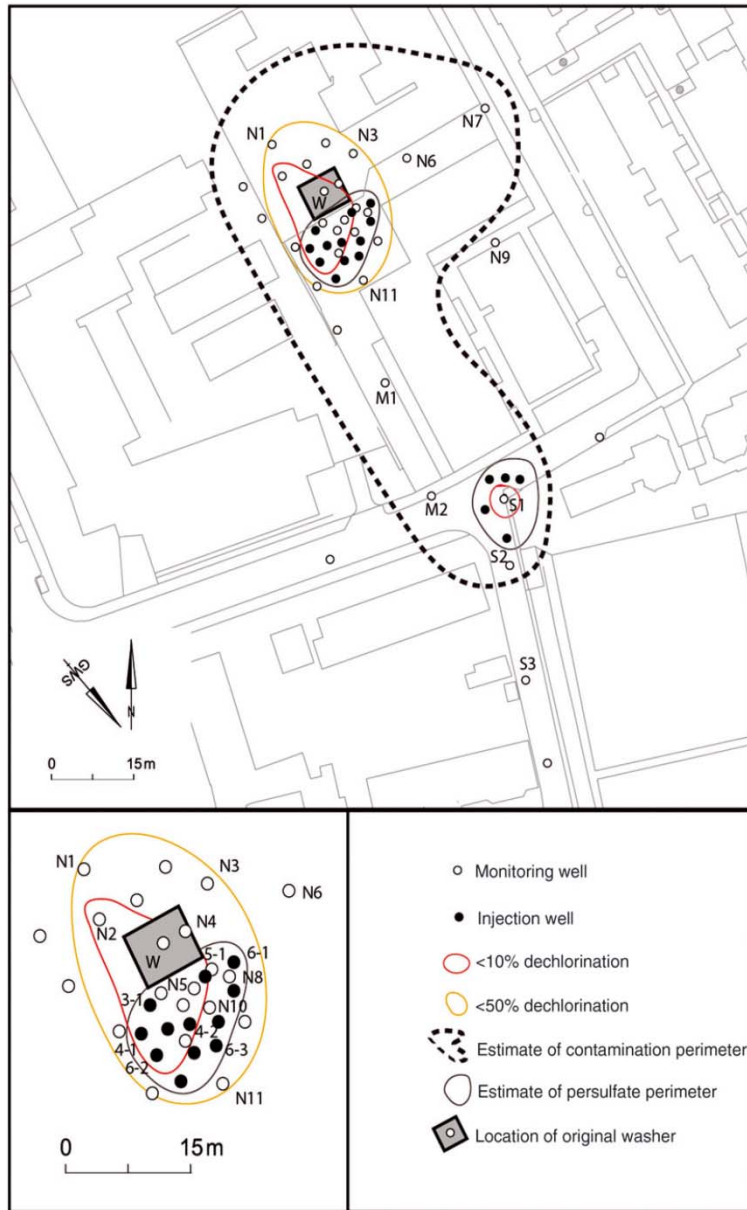 N1
N3
N7
N6
W
N9
N11
M1
M2
S1
S2
S3
GWS
N
0 15m
N1
N3
N6
N2
N4
W
5-1
6-1
N5
N8
3-1
N10
4-2
4-1
6-3
6-2
N11
0 15m
Monitoring well
Injection well
<10% dechlorination
<50% dechlorination
Estimate of contamination perimeter
Estimate of persulfate perimeter
Location of original washer